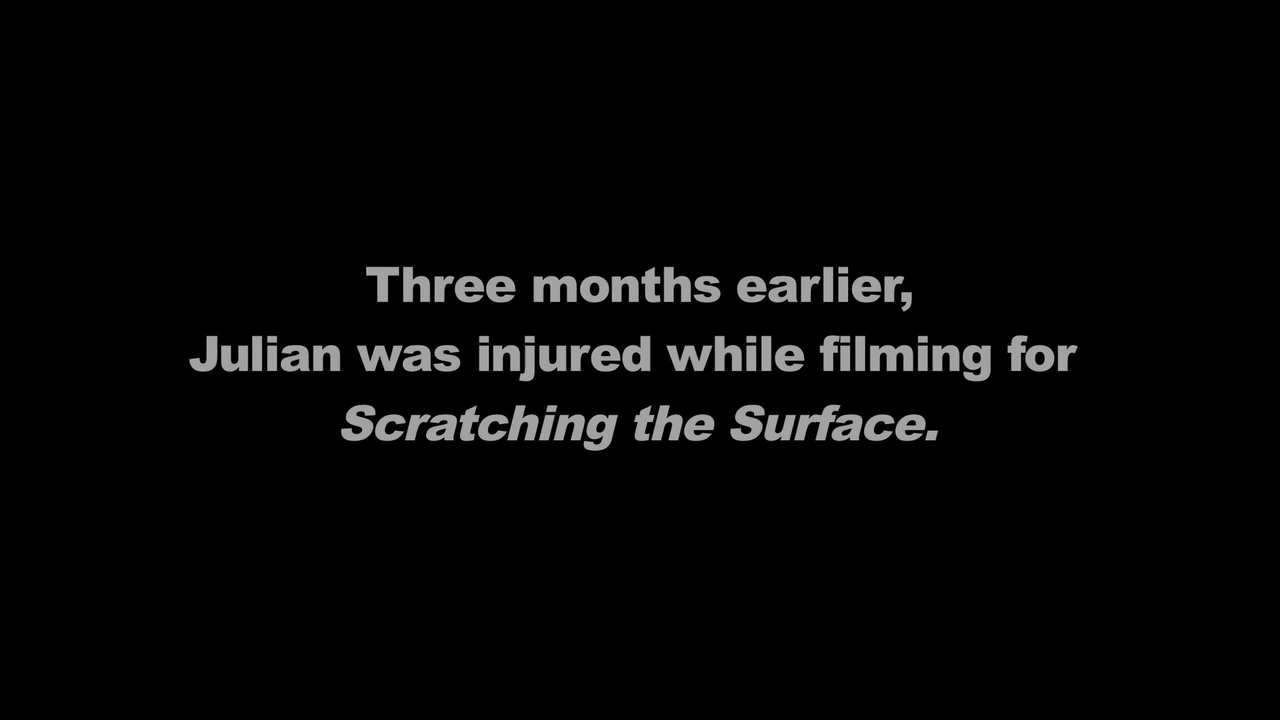 Three months earlier,
Julian was injured while filming for
Scratching the Surface.